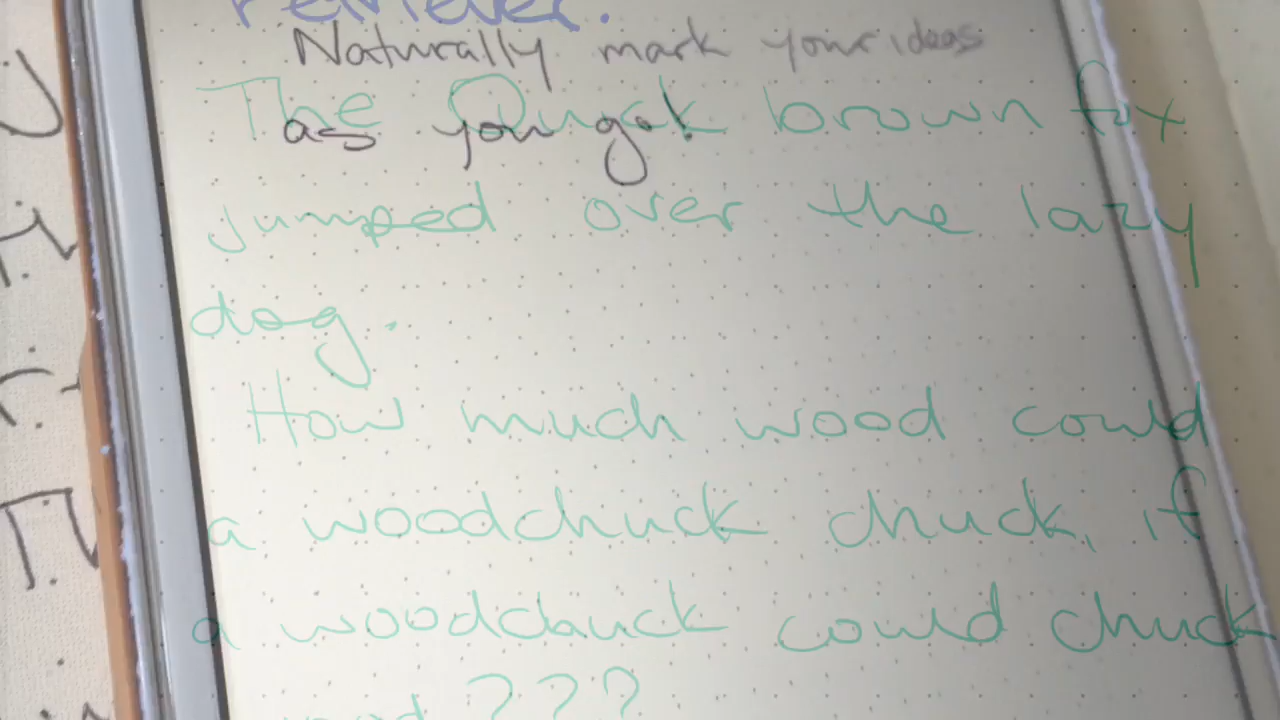 retriever.
Naturally mark your ideas
as you go!
The Quick brown fox
jumped over the lazy
dog.
How much wood could
a woodchuck chuck, if
a woodchuck could chuck
???